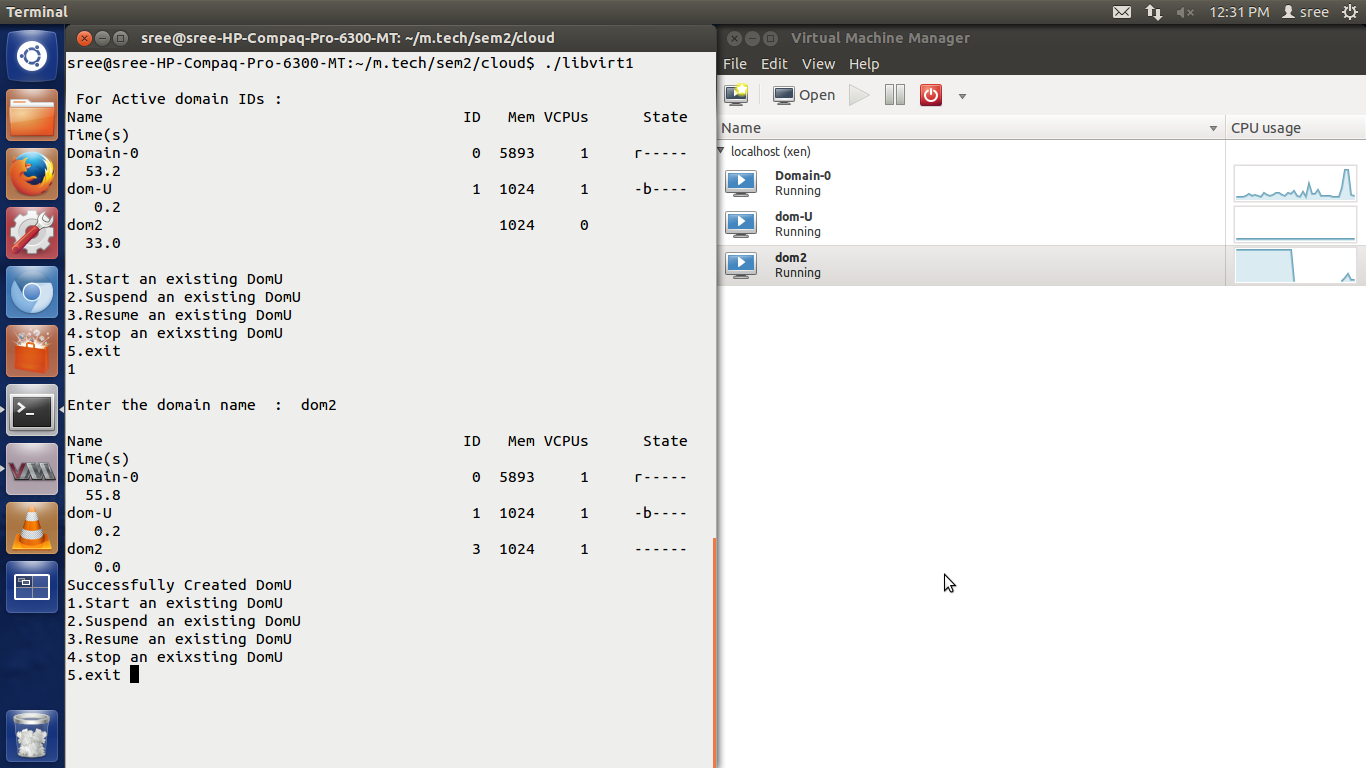 Terminal
12:31 PM
sree
sree@sree-HP-Compaq-Pro-6300-MT: ~/m.tech/sem2/cloud
sree@sree-HP-Compaq-Pro-6300-MT:~/m.tech/sem2/cloud$ ./libvirt1
For Active domain IDs :
Name ID Mem VCPUs State
Time(s)
Domain-0 0 5893 1 r-----
53.2
dom-U 1 1024 1 -b----
0.2
dom2 1024 0
33.0
1.Start an existing DomU
2.Suspend an existing DomU
3.Resume an existing DomU
4.stop an exixsting DomU
5.exit
1
Enter the domain name : dom2
Name ID Mem VCPUs State
Time(s)
Domain-0 0 5893 1 r-----
55.8
dom-U 1 1024 1 -b----
0.2
dom2 3 1024 1 ------
0.0
Successfully Created DomU
1.Start an existing DomU
2.Suspend an existing DomU
3.Resume an existing DomU
4.stop an exixsting DomU
5.exit
Virtual Machine Manager
File Edit View Help
Open
Name CPU usage
localhost (xen)
Domain-0
Running
dom-U
Running
dom2
Running